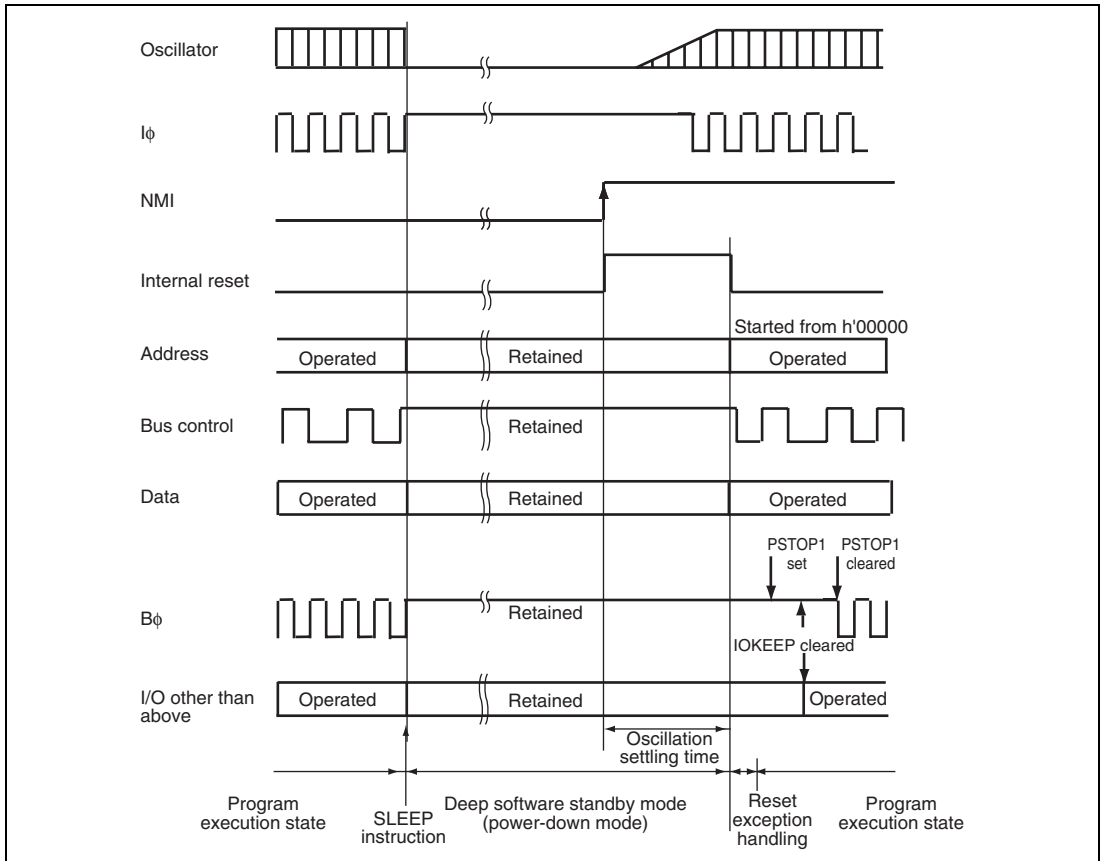 Oscillator
Iϕ
NMI
Internal reset
Started from h'00000
Address
Operated
Retained
Operated
Bus control
Retained
Data
Operated
Retained
Operated
PSTOP1
set
PSTOP1
cleared
Bϕ
Retained
IOKEEP cleared
I/O other than
above
Operated
Retained
Operated
Oscillation
settling time
Program
execution state
SLEEP
instruction
Deep software standby mode
(power-down mode)
Reset
exception
handling
Program
execution state